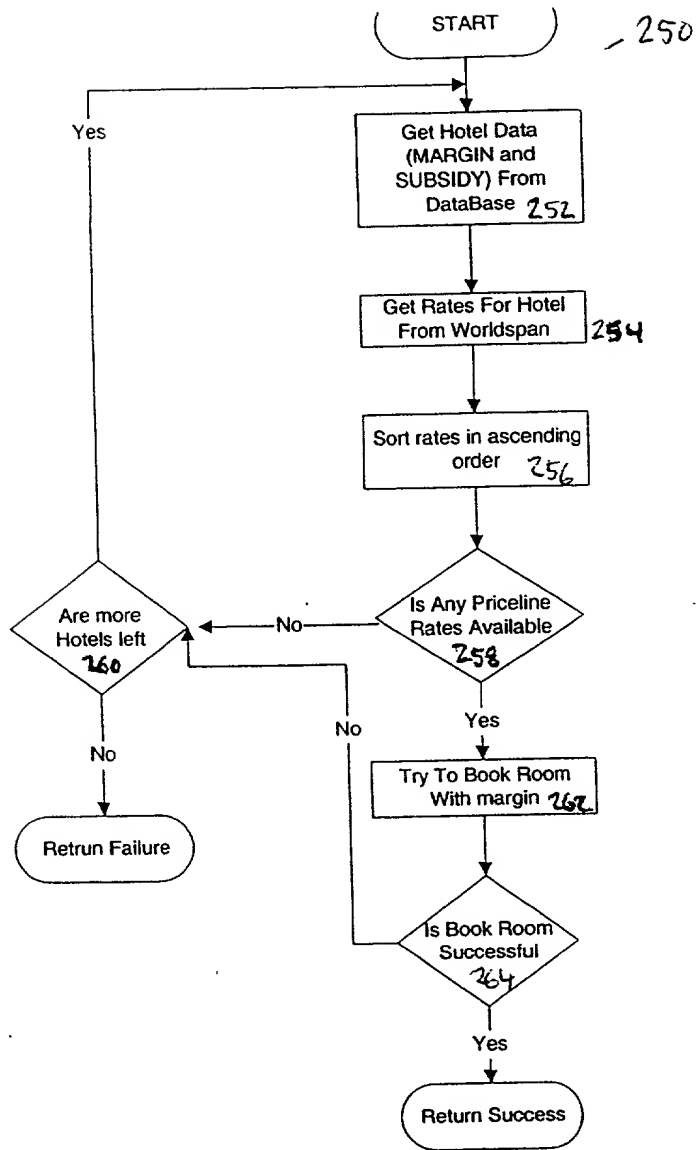 START
250
Yes
Get Hotel Data
(MARGIN and
SUBSIDY) From
DataBase 252
Get Rates For Hotel
From Worldspan
254
Sort rates in ascending
order 256
Are more
Hotels left
260
No
Is Any Priceline
Rates Available
258
Yes
No
No
Try To Book Room
With margin 262
Retrun Failure
Is Book Room
Successful
264
Yes
Return Success